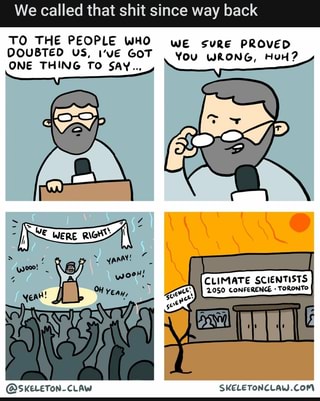 We called that shit since way back
TO THE PEOPLE WHO
DOUBTED US, I'VE GOT
ONE THING TO SAY...
WE SURE PROVED
YOU WRONG, HUH?
WE WERE RIGHT!
WOOO!
YAAAY!
WOOH!
YEAH!
OH YEAH!
SCIENCE!
SCIENCE!
CLIMATE SCIENTISTS
2050 CONFERENCE • TORONTO
@SKELETON_CLAW
SKELETONCLAW.COM